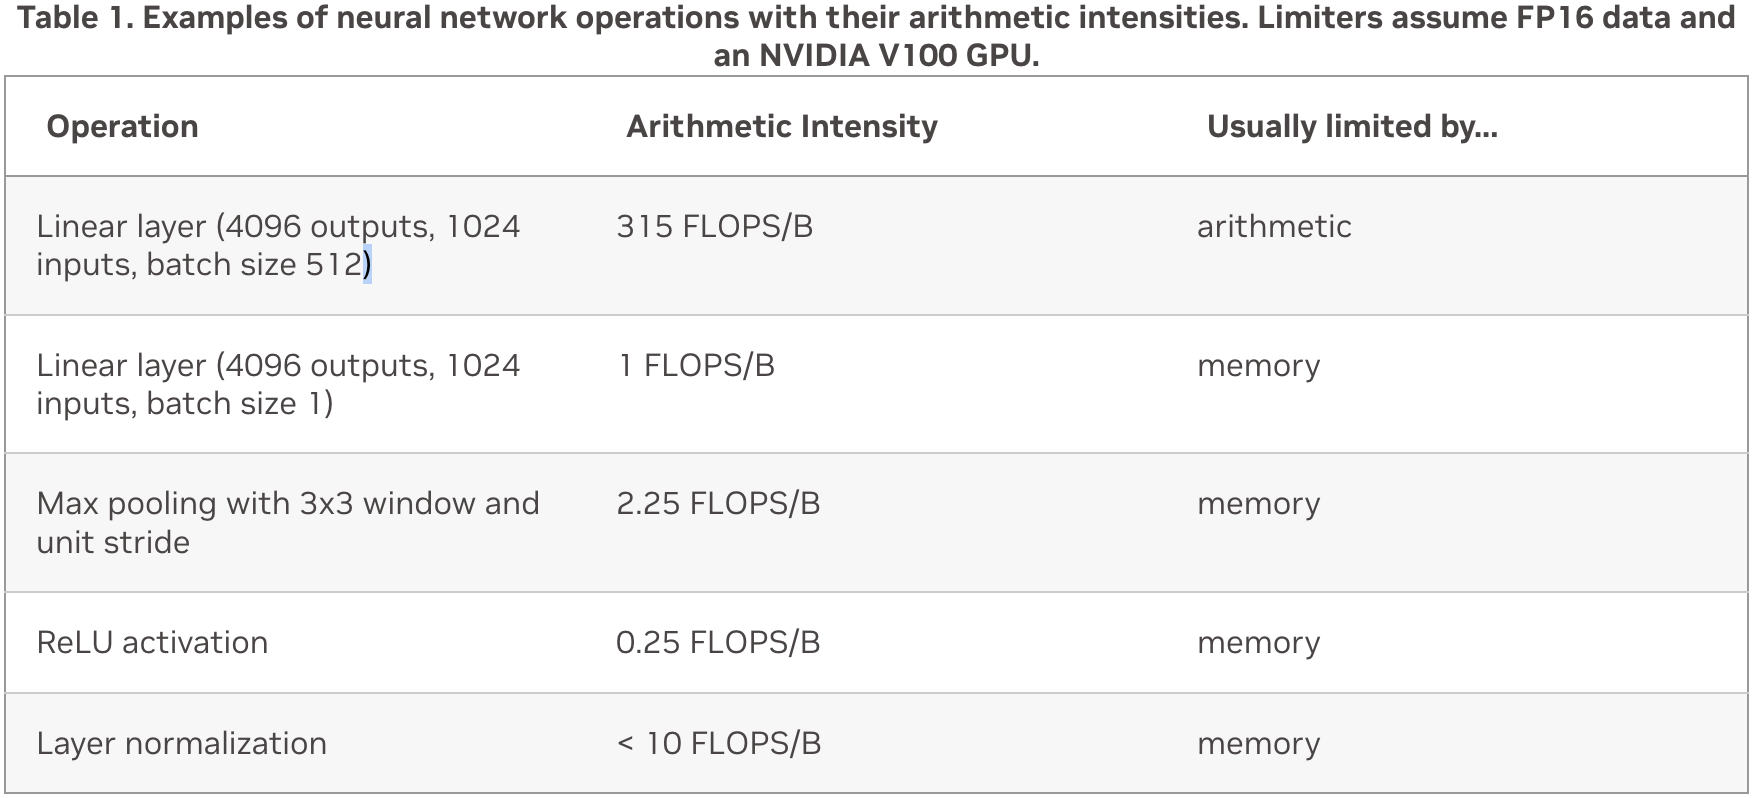 Table 1. Examples of neural network operations with their arithmetic intensities. Limiters assume FP16 data and
an NVIDIA V100 GPU.
Operation Arithmetic Intensity Usually limited by...
Linear layer (4096 outputs, 1024 315 FLOPS/B arithmetic
inputs, batch size 512)
Linear layer (4096 outputs, 1024 1 FLOPS/B memory
inputs, batch size 1)
Max pooling with 3x3 window and 2.25 FLOPS/B memory
unit stride
ReLU activation 0.25 FLOPS/B memory
Layer normalization < 10 FLOPS/B memory